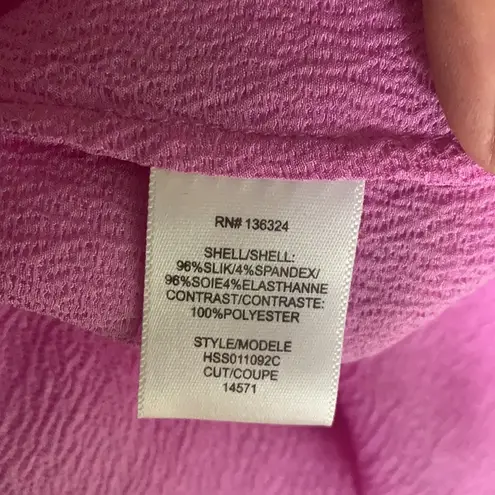 RN# 136324
SHELL/SHELL:
96%SLIK/4%SPANDEX/
96%SOIE4%ELASTHANNE
CONTRAST/CONTRASTE:
100%POLYESTER
STYLE/MODELE
HSS011092C
CUT/COUPE
14571